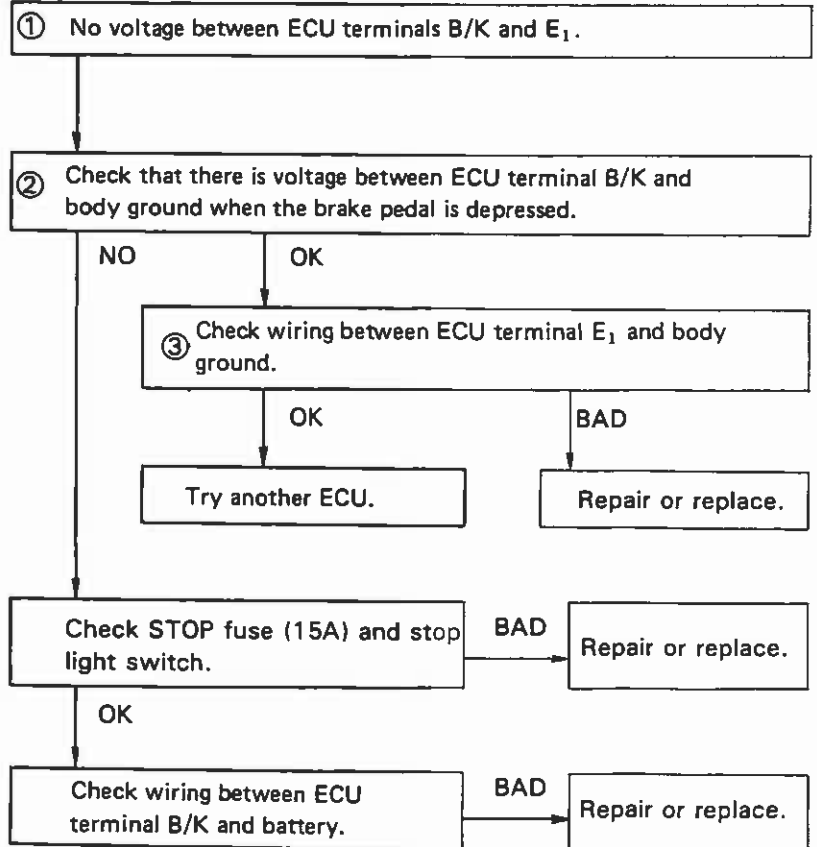 ① No voltage between ECU terminals B/K and E₁.
② Check that there is voltage between ECU terminal B/K and
body ground when the brake pedal is depressed.
NO
OK
③ Check wiring between ECU terminal E₁ and body
ground.
OK
BAD
Try another ECU.
Repair or replace.
Check STOP fuse (15A) and stop
light switch.
BAD
Repair or replace.
OK
Check wiring between ECU
terminal B/K and battery.
BAD
Repair or replace.